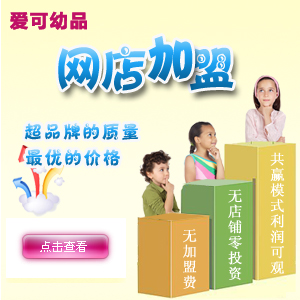 爱可幼品
网店加盟
超品牌的质量
最优的价格
点击查看
无加盟费
无店铺零投资
共赢模式利润可观